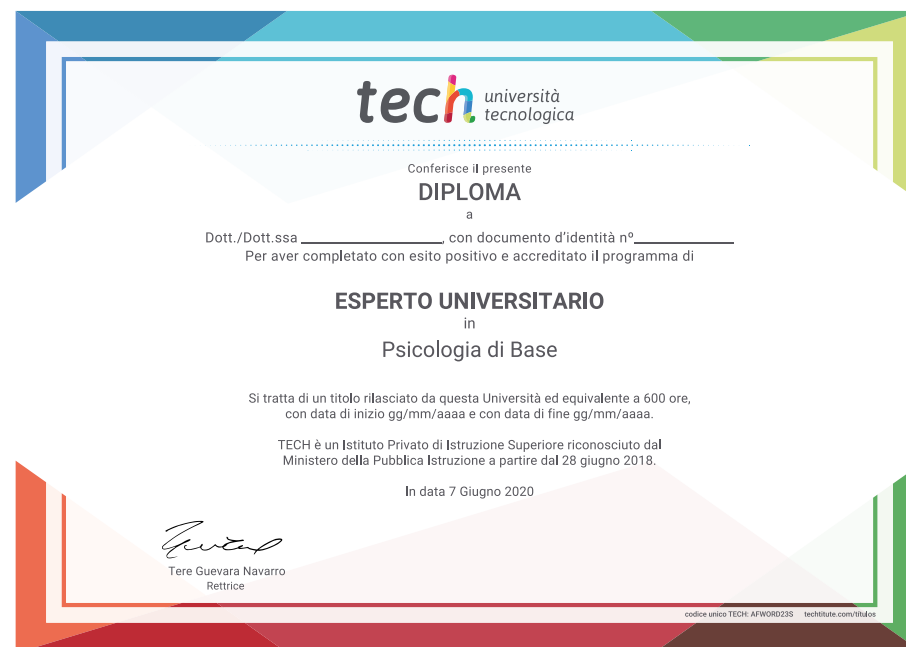 tech università
tecnologica
Conferisce il presente
DIPLOMA
a
Dott./Dott.ssa ____________________, con documento d'identità nº______________
Per aver completato con esito positivo e accreditato il programma di
ESPERTO UNIVERSITARIO
in
Psicologia di Base
Si tratta di un titolo rilasciato da questa Università ed equivalente a 600 ore,
con data di inizio gg/mm/aaaa e con data di fine gg/mm/aaaa.
TECH è un Istituto Privato di Istruzione Superiore riconosciuto dal
Ministero della Pubblica Istruzione a partire dal 28 giugno 2018.
In data 7 Giugno 2020
Tere Guevara Navarro
Rettrice
codice unico TECH: AFWORD23S techtitute.com/titulos